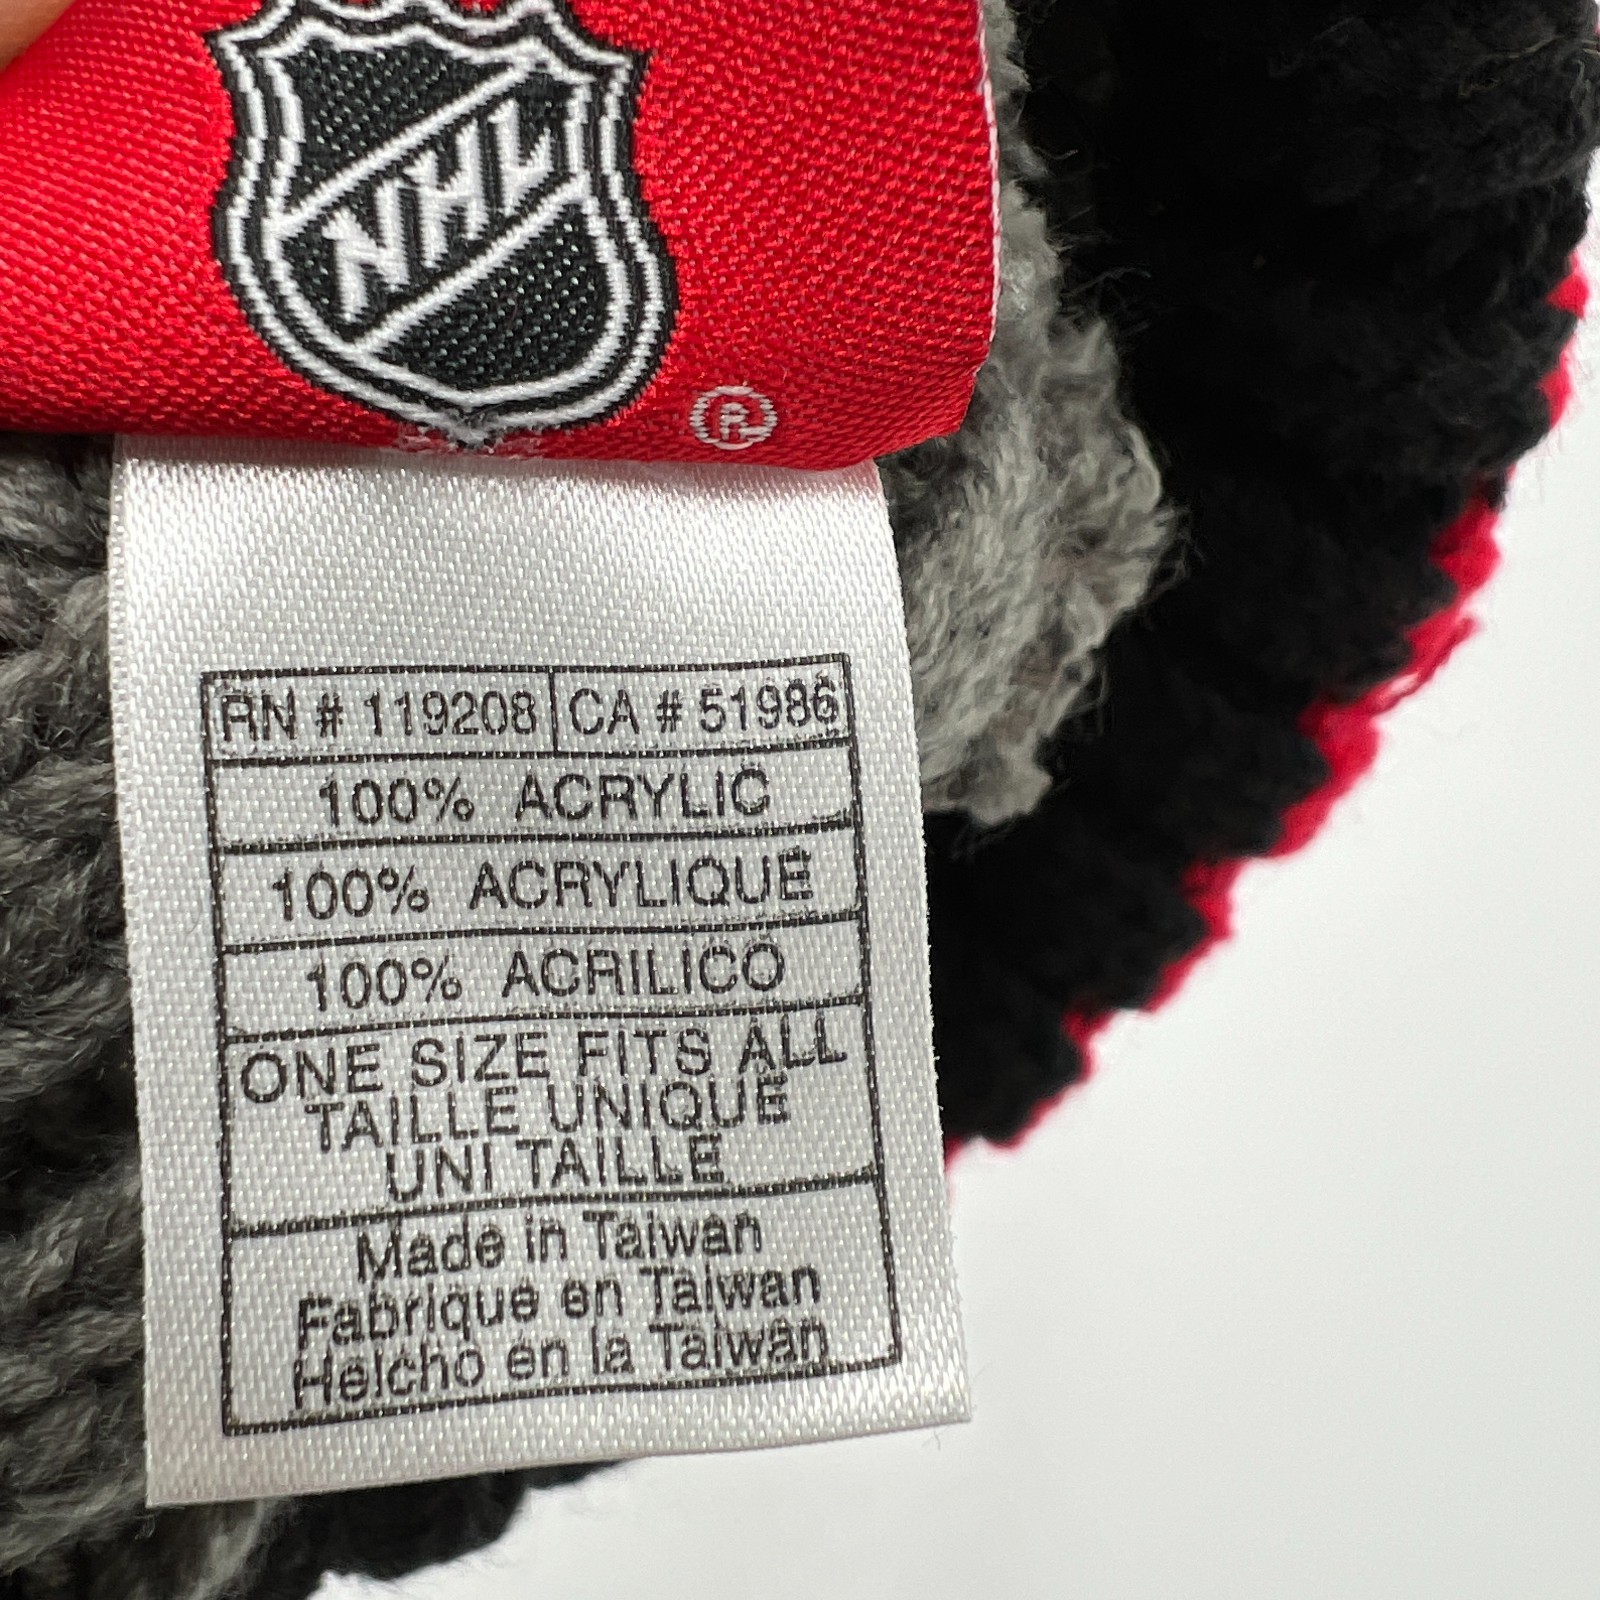 NHL
®
RN # 119208 CA # 51986
100% ACRYLIC
100% ACRYLIQUE
100% ACRILICO
ONE SIZE FITS ALL
TAILLE UNIQUE
UNI TAILLE
Made in Taiwan
Fabrique en Taiwan
Helcho en la Taiwan